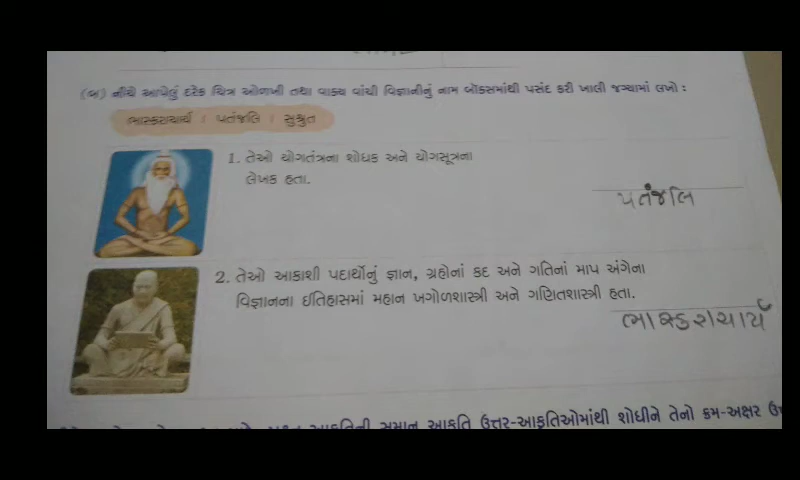 (બ) નીચે આપેલું દરેક ચિત્ર ઓળખી તથા વાક્ય વાંચી વિજ્ઞાનીનું નામ બૉક્સમાંથી પસંદ કરી ખાલી જગ્યામાં લખો :
ભાસ્કરાચાર્ય / પતંજલિ / સુશ્રુત
1. તેઓ યોગતંત્રના શોધક અને યોગસૂત્રના
લેખક હતા.
પતંજલિ
2. તેઓ આકાશી પદાર્થોનું જ્ઞાન, ગ્રહોનાં કદ અને ગતિનાં માપ અંગેના
વિજ્ઞાનના ઈતિહાસમાં મહાન ખગોળશાસ્ત્રી અને ગણિતશાસ્ત્રી હતા.
ભાસ્કરાચાર્ય
આકૃતિની સમાન આકૃતિ ઉત્તર-આકૃતિઓમાંથી શોધીને તેનો ક્રમ-અક્ષર